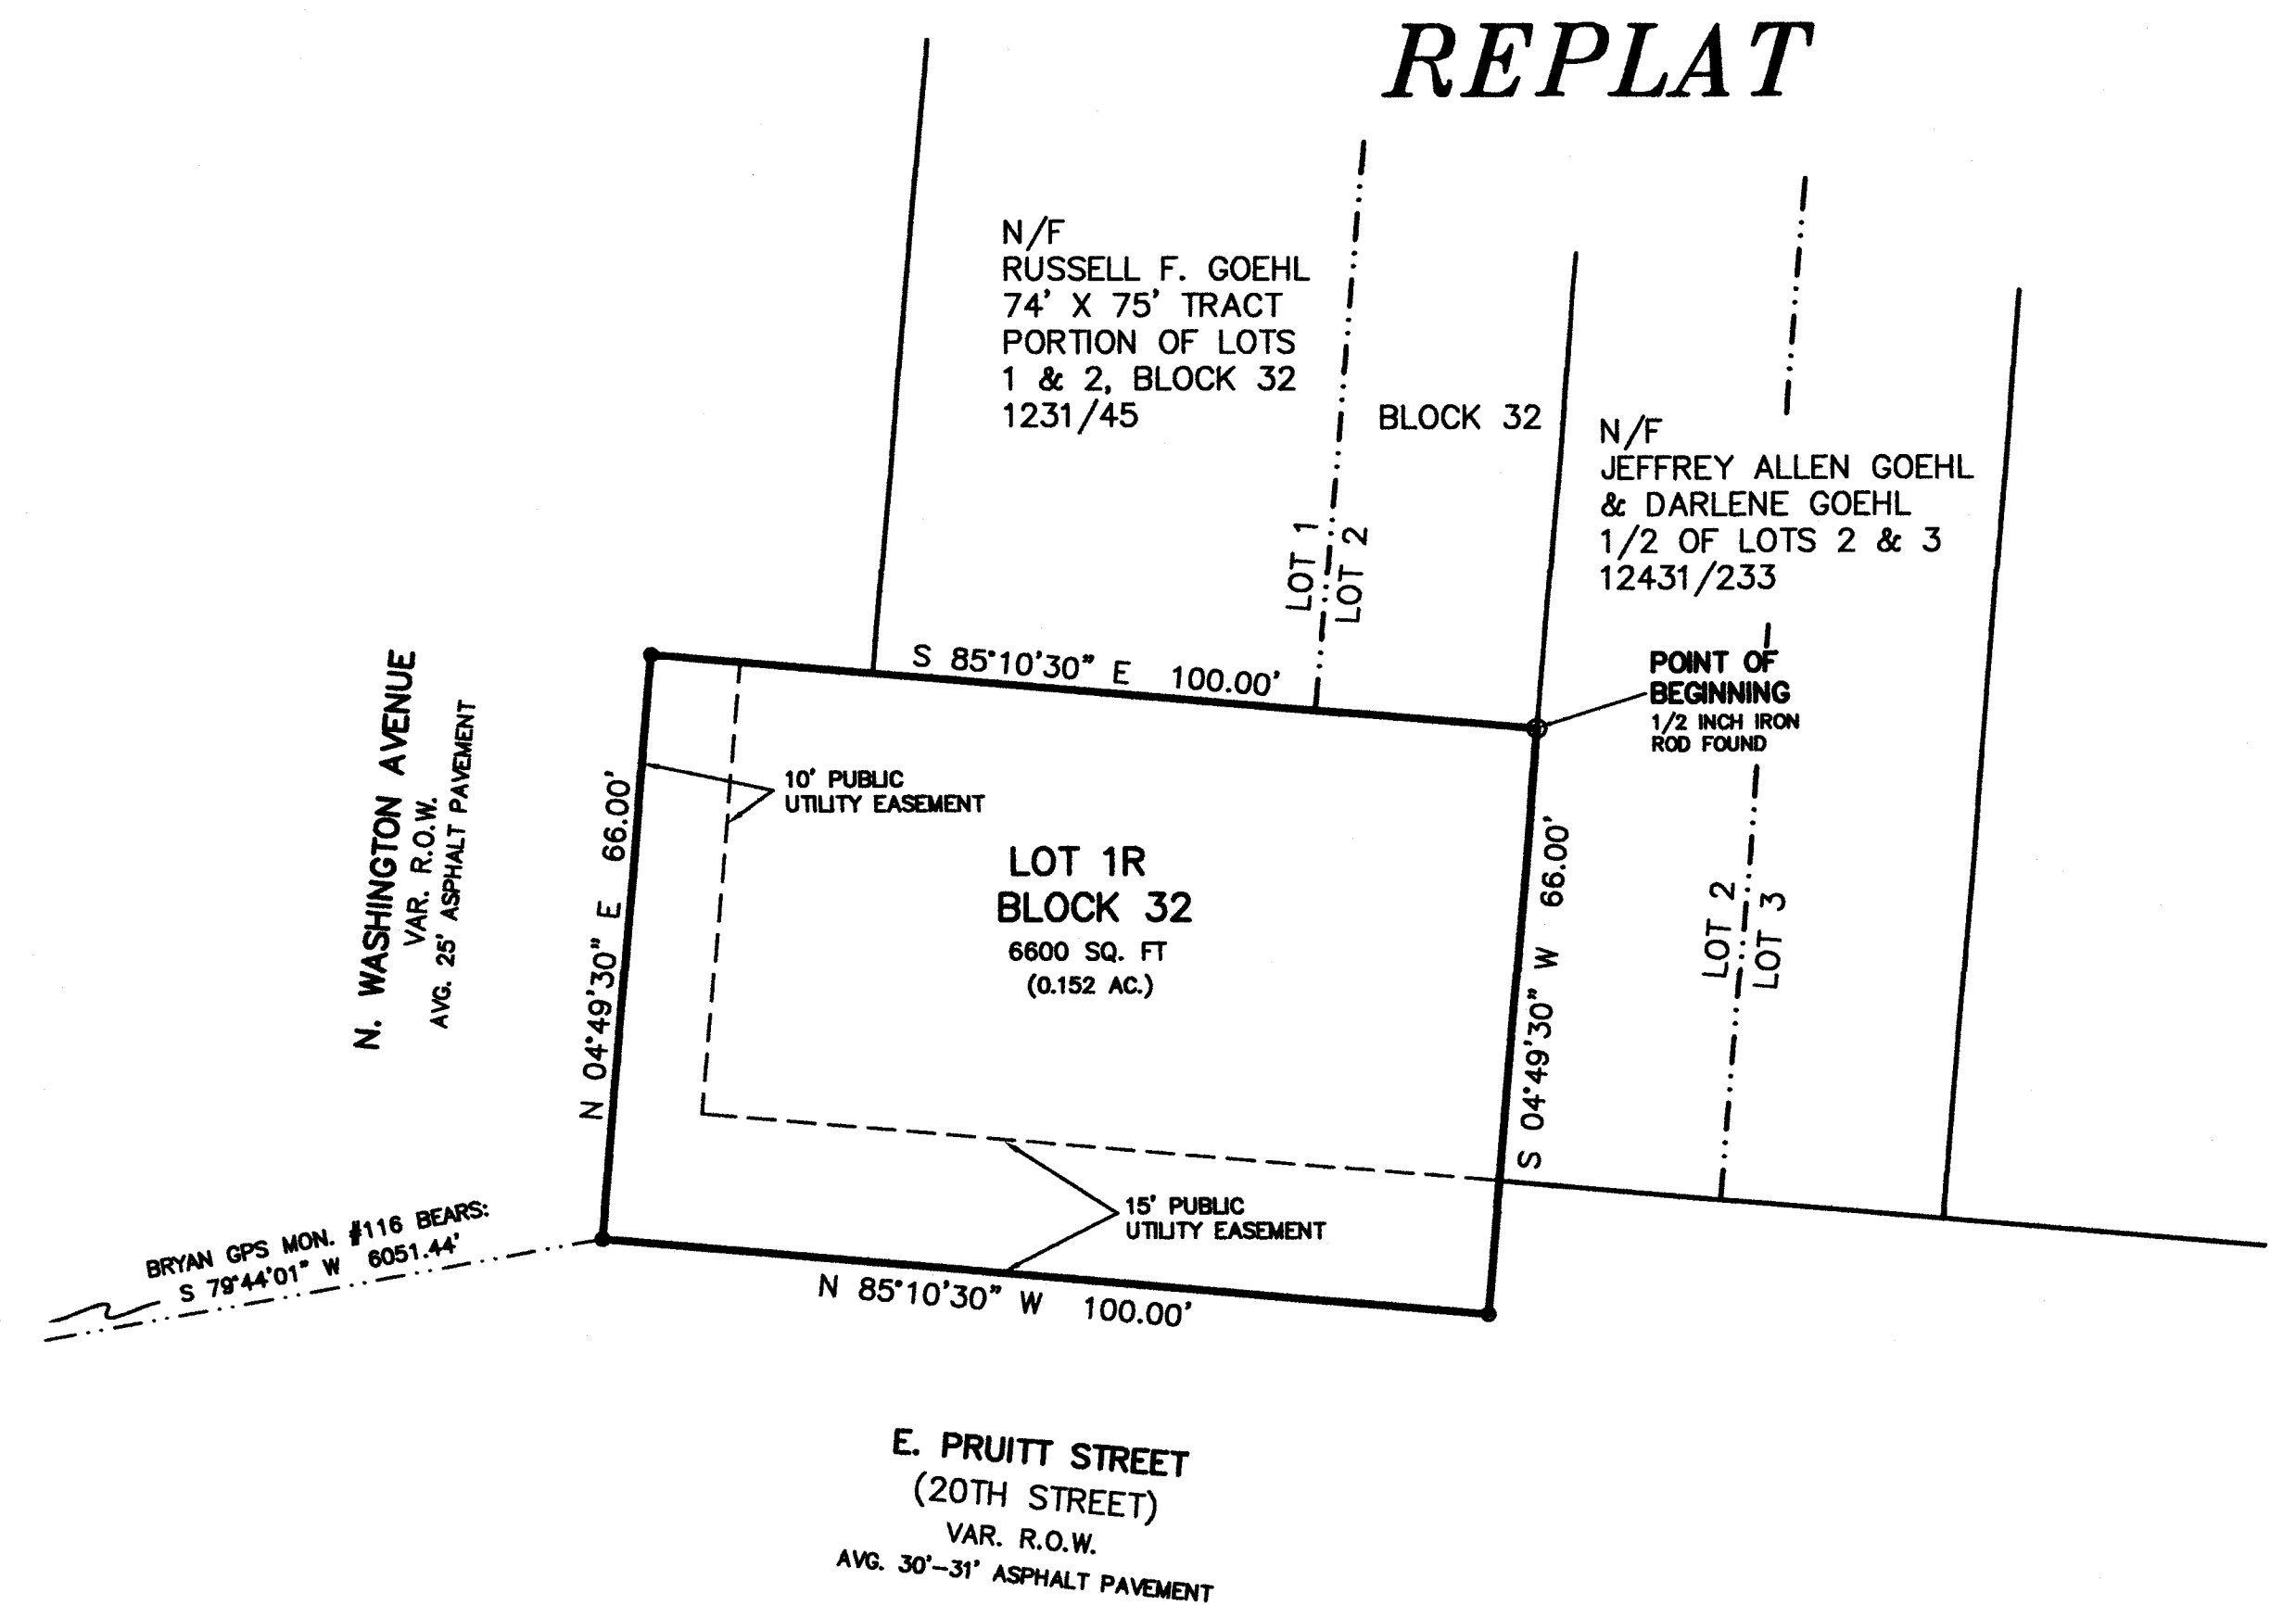 REPLAT
N/F
RUSSELL F. GOEHL
74' X 75' TRACT
PORTION OF LOTS
1 & 2, BLOCK 32
1231/45
BLOCK 32
N/F
JEFFREY ALLEN GOEHL
& DARLENE GOEHL
1/2 OF LOTS 2 & 3
12431/233
LOT 1
LOT 2
S 85°10'30" E 100.00'
POINT OF
BEGINNING
1/2 INCH IRON
ROD FOUND
N. WASHINGTON AVENUE
VAR. R.O.W.
AVG. 25' ASPHALT PAVEMENT
N 04°49'30" E 66.00'
10' PUBLIC
UTILITY EASEMENT
LOT 1R
BLOCK 32
6600 SQ. FT
(0.152 AC.)
S 04°49'30" W 66.00'
LOT 2
LOT 3
15' PUBLIC
UTILITY EASEMENT
BRYAN GPS MON. #116 BEARS:
S 79°44'01" W 6051.44'
N 85°10'30" W 100.00'
E. PRUITT STREET
(20TH STREET)
VAR. R.O.W.
AVG. 30'-31' ASPHALT PAVEMENT